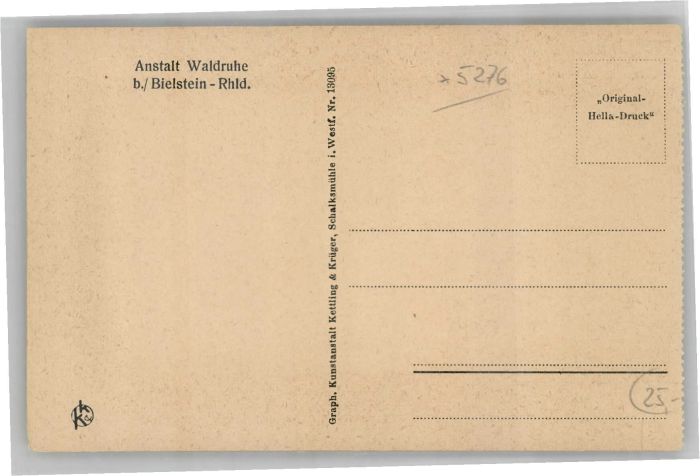 Anstalt Waldruhe
b./Bielstein - Rhld.
Graph. Kunstanstalt Kettling & Krüger, Schalksmühle i. Westf. Nr. 13095
x 5276
„Original-
Hella-Druck“
25,-